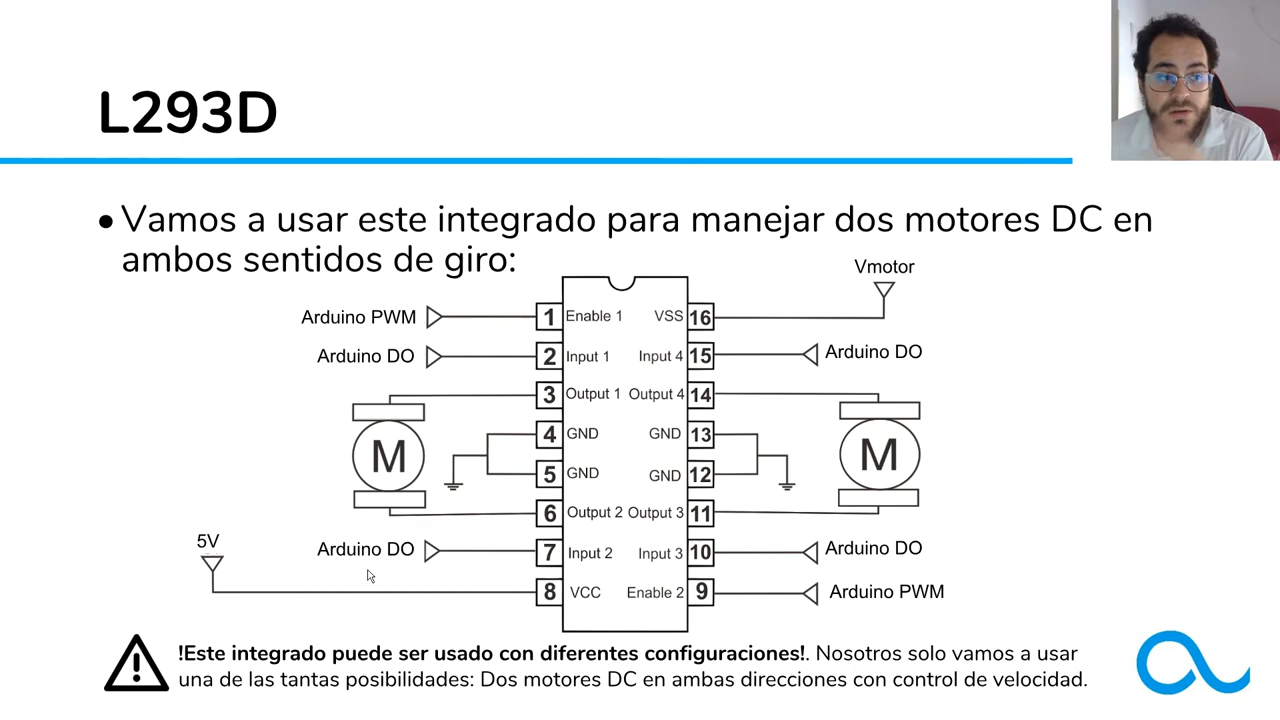 L293D
• Vamos a usar este integrado para manejar dos motores DC en
ambos sentidos de giro:
Vmotor
Arduino PWM 1 Enable 1 VSS 16
Arduino DO 2 Input 1 Input 4 15 Arduino DO
3 Output 1 Output 4 14
4 GND GND 13
M M
5 GND GND 12
6 Output 2 Output 3 11
5V
Arduino DO 7 Input 2 Input 3 10 Arduino DO
8 VCC Enable 2 9 Arduino PWM
!Este integrado puede ser usado con diferentes configuraciones!. Nosotros solo vamos a usar
una de las tantas posibilidades: Dos motores DC en ambas direcciones con control de velocidad.